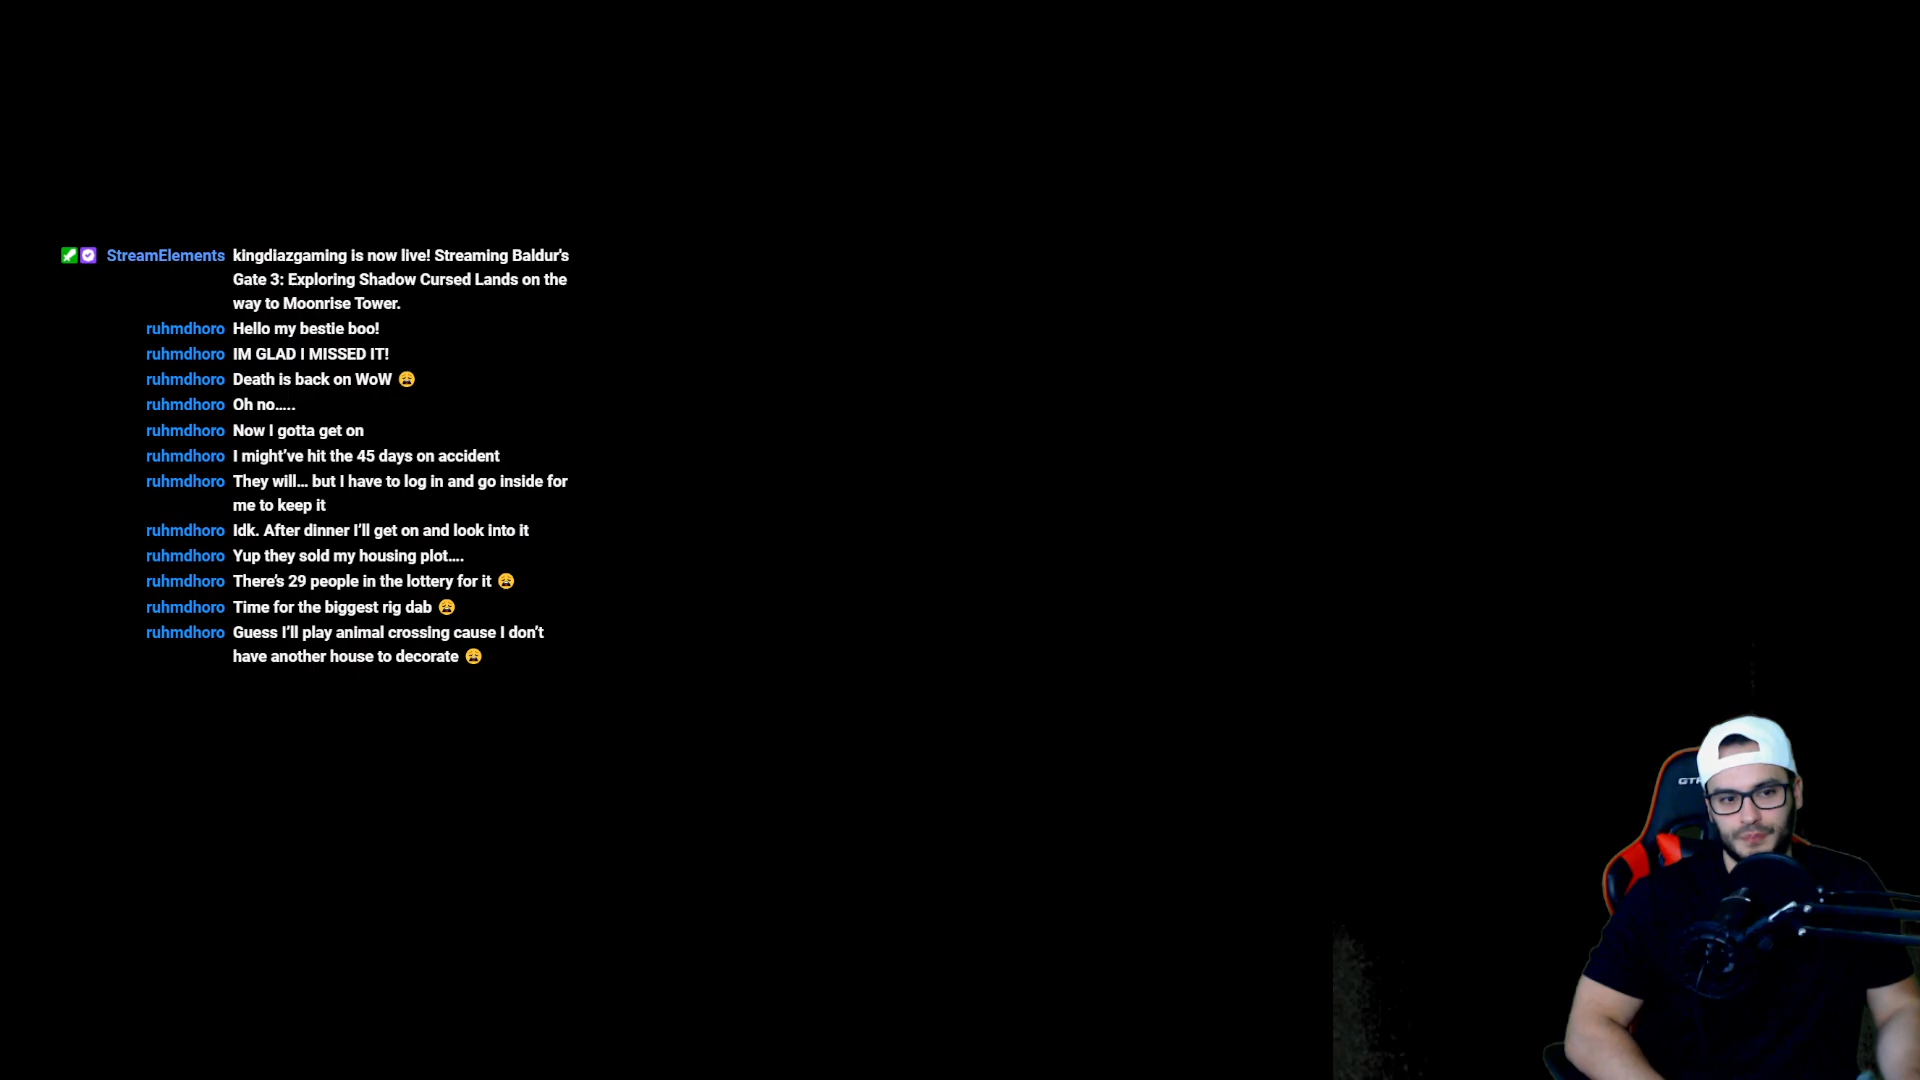 StreamElements kingdiazgaming is now live! Streaming Baldur's
Gate 3: Exploring Shadow Cursed Lands on the
way to Moonrise Tower.
ruhmdhoro Hello my bestie boo!
ruhmdhoro IM GLAD I MISSED IT!
ruhmdhoro Death is back on WoW 😩
ruhmdhoro Oh no.....
ruhmdhoro Now I gotta get on
ruhmdhoro I might’ve hit the 45 days on accident
ruhmdhoro They will... but I have to log in and go inside for
me to keep it
ruhmdhoro Idk. After dinner I’ll get on and look into it
ruhmdhoro Yup they sold my housing plot....
ruhmdhoro There’s 29 people in the lottery for it 😩
ruhmdhoro Time for the biggest rig dab 😩
ruhmdhoro Guess I’ll play animal crossing cause I don’t
have another house to decorate 😩